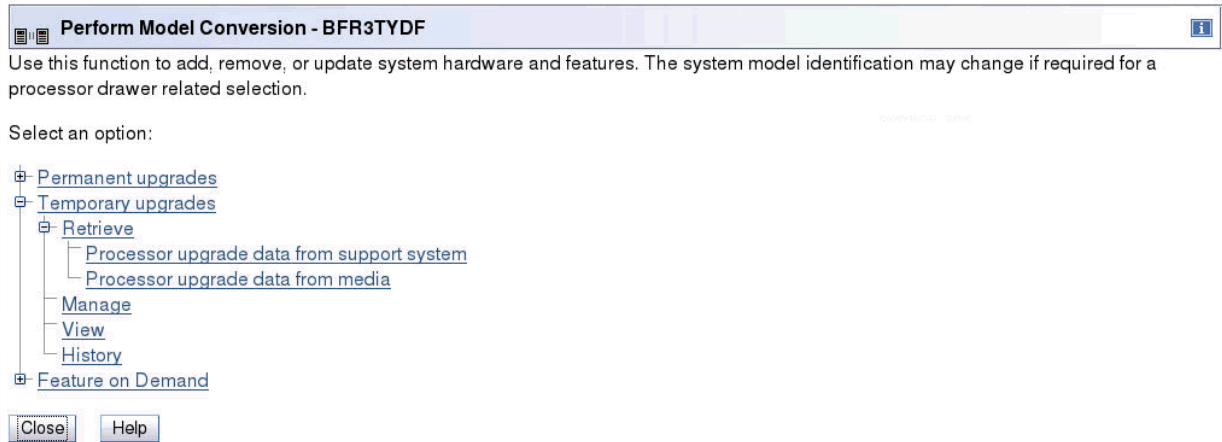 Perform Model Conversion - BFR3TYDF
Use this function to add, remove, or update system hardware and features. The system model identification may change if required for a
processor drawer related selection.
Select an option:
Permanent upgrades
Temporary upgrades
Retrieve
Processor upgrade data from support system
Processor upgrade data from media
Manage
View
History
Feature on Demand
Close Help